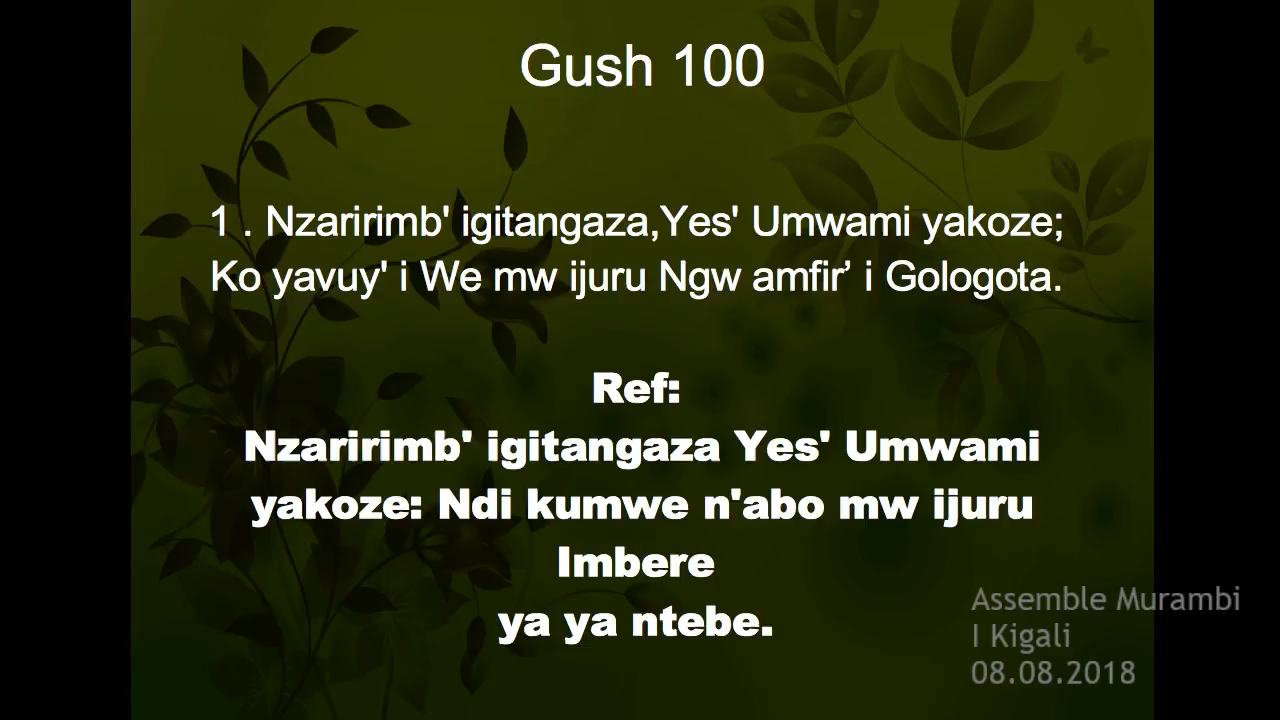 Gush 100
1 . Nzaririmb' igitangaza,Yes' Umwami yakoze;
Ko yavuy' i We mw ijuru Ngw amfir’ i Gologota.
Ref:
Nzaririmb' igitangaza Yes' Umwami
yakoze: Ndi kumwe n'abo mw ijuru
Imbere
ya ya ntebe.
Assemble Murambi
I Kigali
08.08.2018